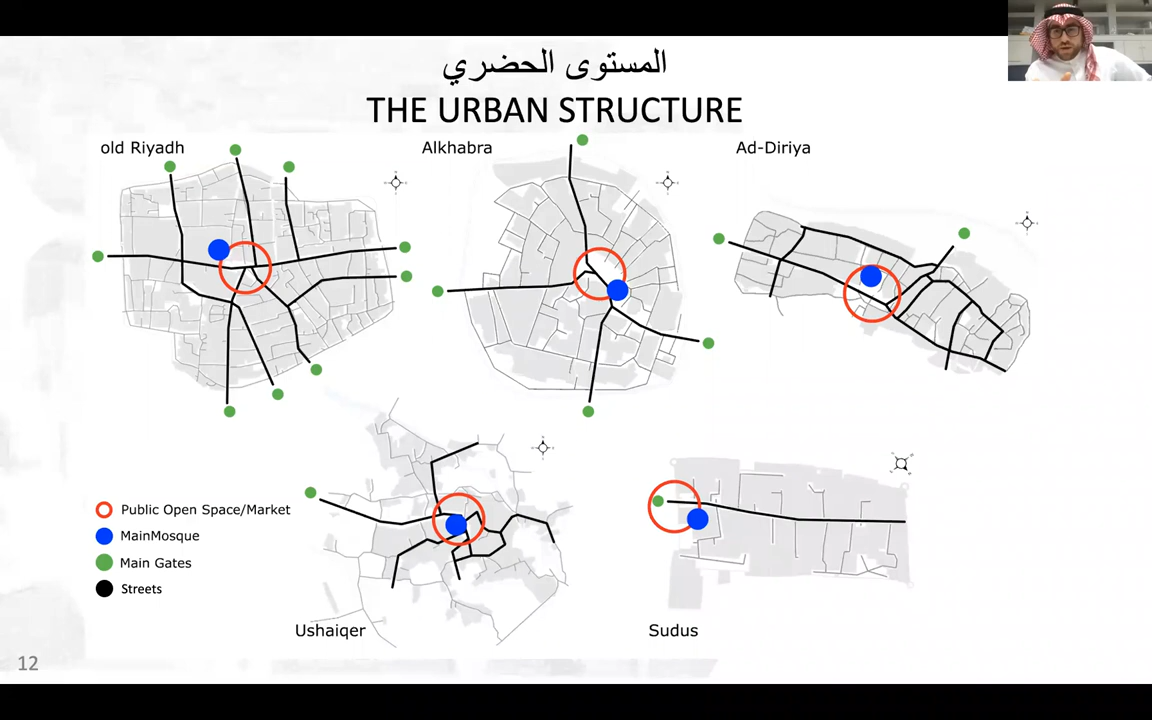 المستوى الحضري
THE URBAN STRUCTURE
old Riyadh
Alkhabra
Ad-Diriya
Public Open Space/Market
MainMosque
Main Gates
Streets
Ushaiqer
Sudus
12